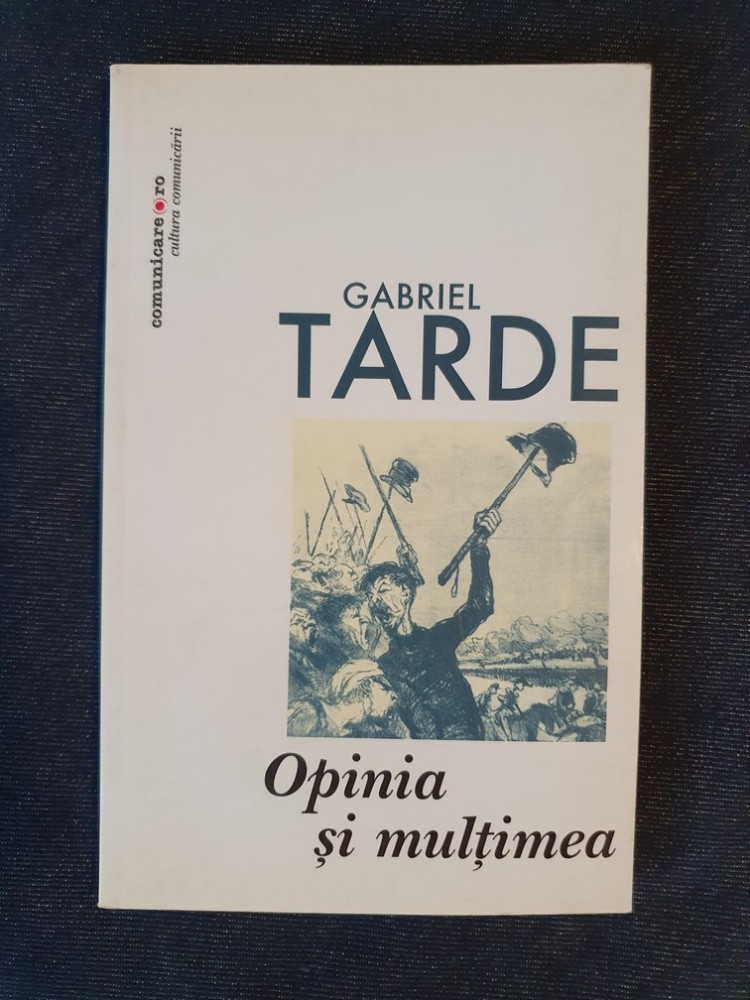 comunicare.ro
cultura comunicării
GABRIEL
TARDE
Opinia
și mulțimea